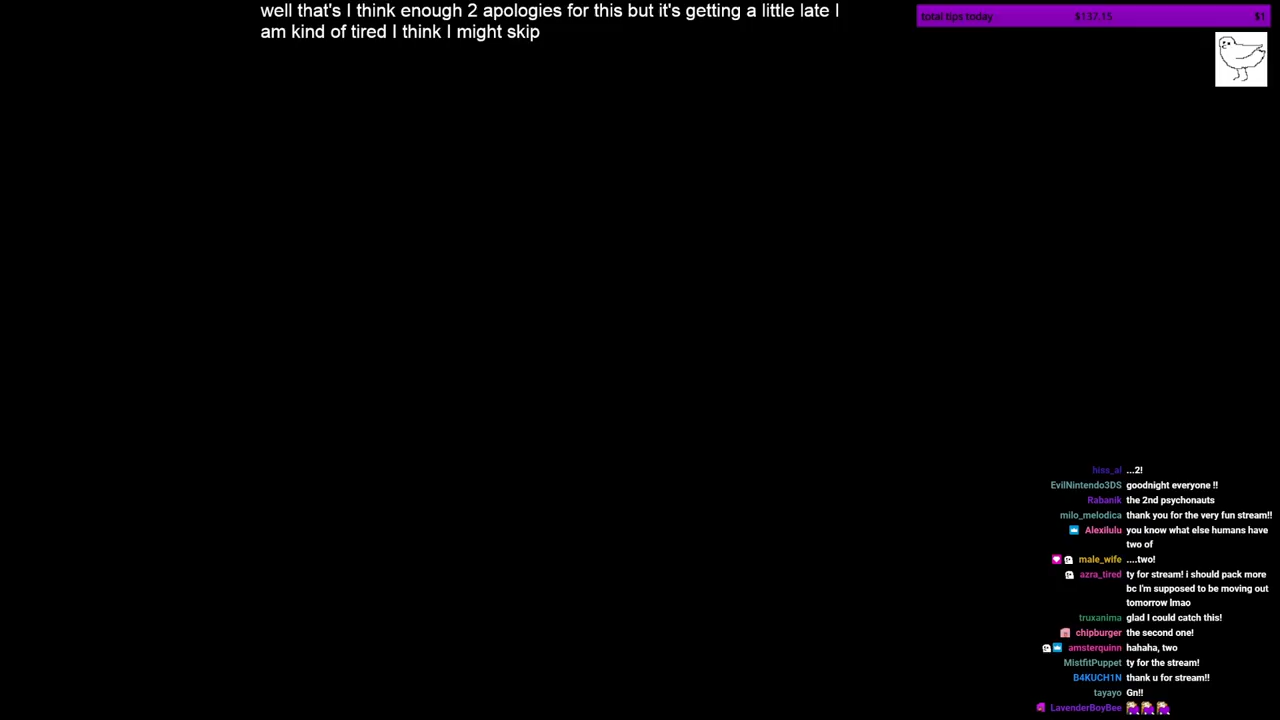 well that's I think enough 2 apologies for this but it's getting a little late I
am kind of tired I think I might skip
total tips today $137.15 $1
hiss_al ...2!
EvilNintendo3DS goodnight everyone !!
Rabanik the 2nd psychonauts
milo_melodica thank you for the very fun stream!!
Alexilulu you know what else humans have
two of
male_wife ....two!
azra_tired ty for stream! i should pack more
bc I'm supposed to be moving out
tomorrow lmao
truxanima glad I could catch this!
chipburger the second one!
amsterquinn hahaha, two
MistfitPuppet ty for the stream!
B4KUCH1N thank u for stream!!
tayayo Gn!!
LavenderBoyBee